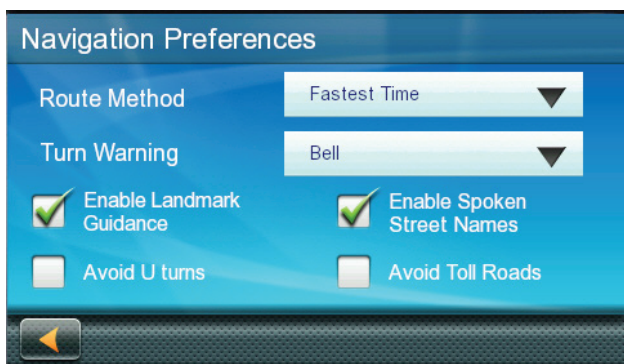 Navigation Preferences
Route Method
Fastest Time
Turn Warning
Bell
Enable Landmark
Guidance
Enable Spoken
Street Names
Avoid U turns
Avoid Toll Roads